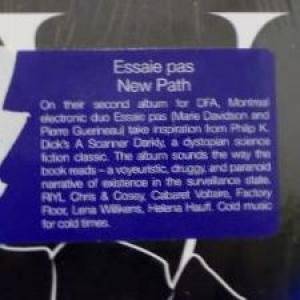 Essaie pas
New Path
On their second album for DFA, Montreal
electronic duo Essaie pas (Marie Davidson and
Pierre Guerineau) take inspiration from Philip K.
Dick's A Scanner Darkly, a dystopian science
fiction classic. The album sounds the way the
book reads – a voyeuristic, druggy, and paranoid
narrative of existence in the surveillance state.
RIYL Chris & Cosey, Cabaret Voltaire, Factory
Floor, Lena Willikens, Helena Hauff. Cold music
for cold times.